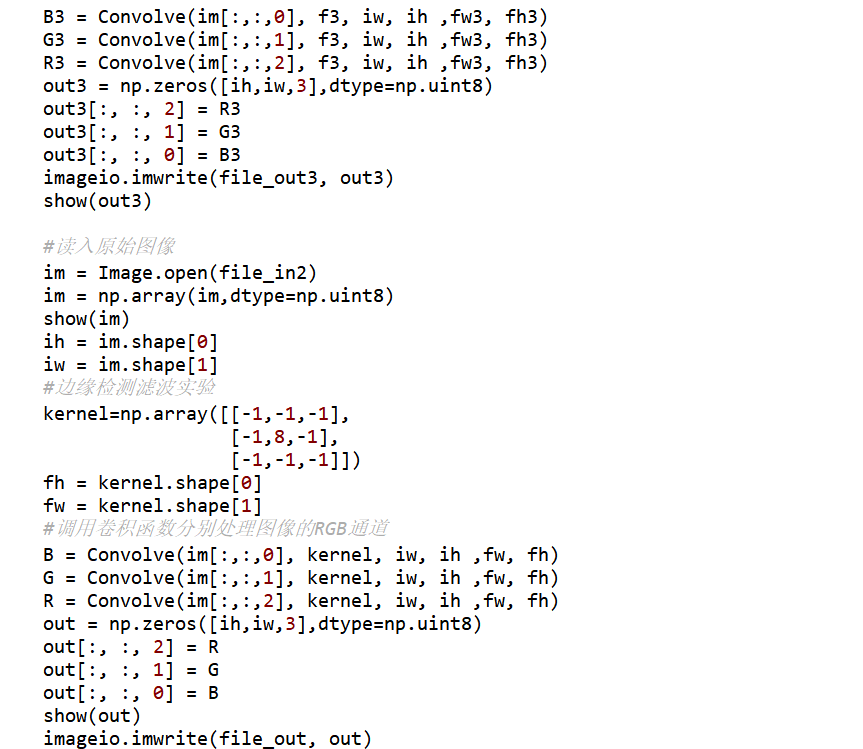 B3 = Convolve(im[:,:,0], f3, iw, ih ,fw3, fh3)
G3 = Convolve(im[:,:,1], f3, iw, ih ,fw3, fh3)
R3 = Convolve(im[:,:,2], f3, iw, ih ,fw3, fh3)
out3 = np.zeros([ih,iw,3],dtype=np.uint8)
out3[:, :, 2] = R3
out3[:, :, 1] = G3
out3[:, :, 0] = B3
imageio.imwrite(file_out3, out3)
show(out3)
#读入原始图像
im = Image.open(file_in2)
im = np.array(im,dtype=np.uint8)
show(im)
ih = im.shape[0]
iw = im.shape[1]
#边缘检测滤波实验
kernel=np.array([[-1,-1,-1],
[-1,8,-1],
[-1,-1,-1]])
fh = kernel.shape[0]
fw = kernel.shape[1]
#调用卷积函数分别处理图像的RGB通道
B = Convolve(im[:,:,0], kernel, iw, ih ,fw, fh)
G = Convolve(im[:,:,1], kernel, iw, ih ,fw, fh)
R = Convolve(im[:,:,2], kernel, iw, ih ,fw, fh)
out = np.zeros([ih,iw,3],dtype=np.uint8)
out[:, :, 2] = R
out[:, :, 1] = G
out[:, :, 0] = B
show(out)
imageio.imwrite(file_out, out)